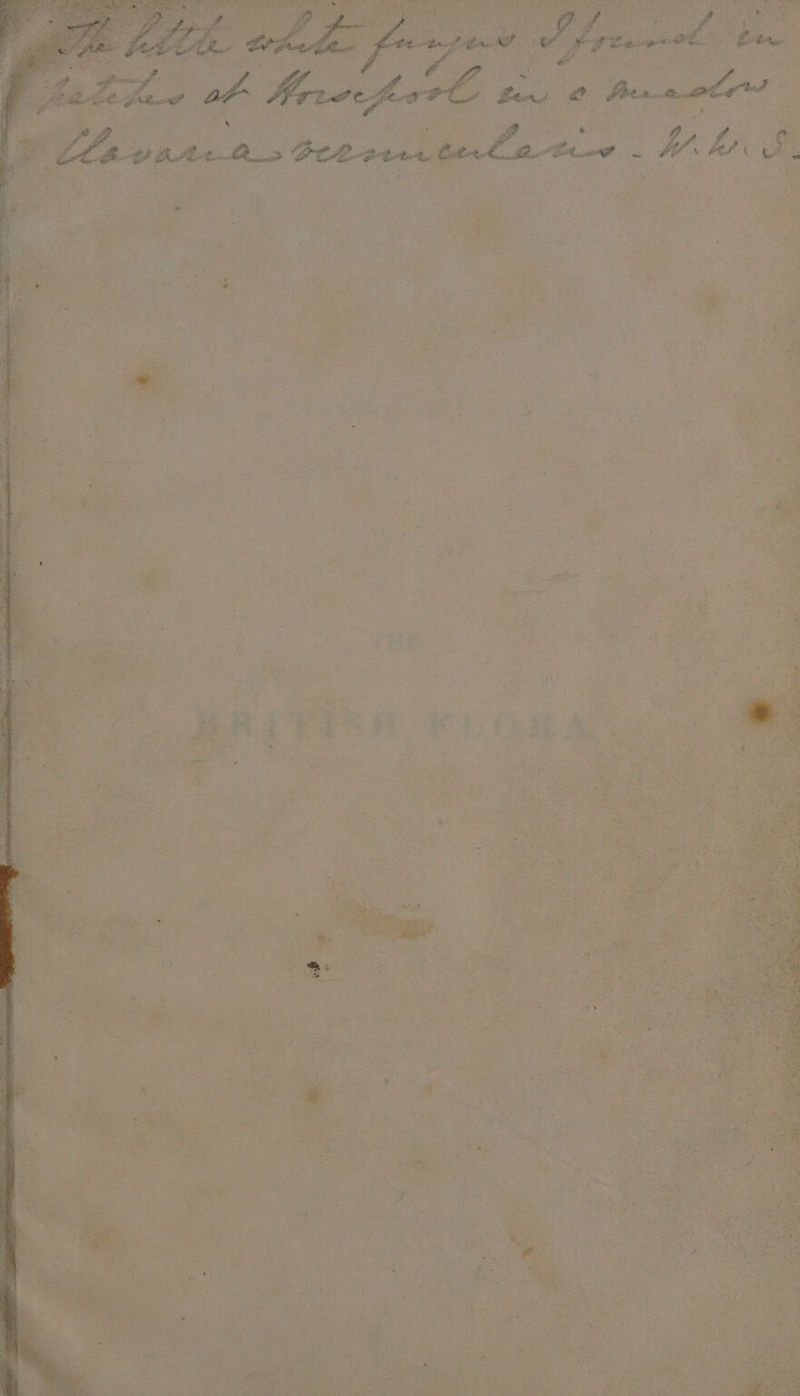 The little white fungus I found in
patches at Horsepool in a meadow
Clavaria vermicularis - W. W. S.
THE
BRITISH FLORA.